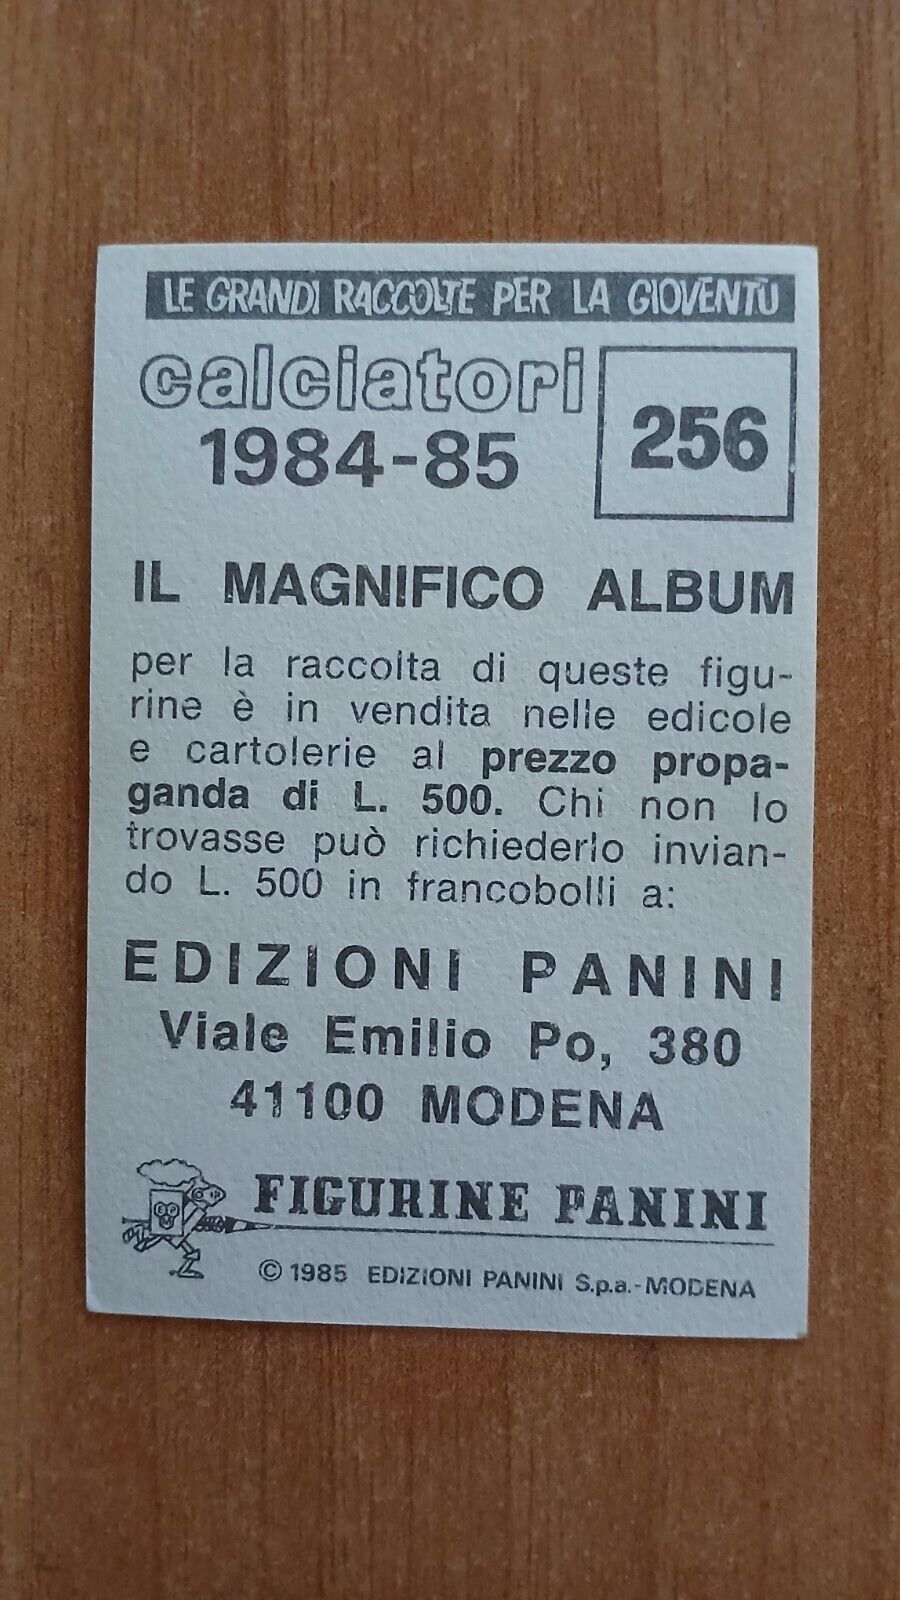 LE GRANDI RACCOLTE PER LA GIOVENTÙ
calciatori
1984-85
256
IL MAGNIFICO ALBUM
per la raccolta di queste figu-
rine è in vendita nelle edicole
e cartolerie al prezzo propa-
ganda di L. 500. Chi non lo
trovasse può richiederlo invian-
do L. 500 in francobolli a:
EDIZIONI PANINI
Viale Emilio Po, 380
41100 MODENA
FIGURINE PANINI
© 1985 EDIZIONI PANINI S.p.a.-MODENA